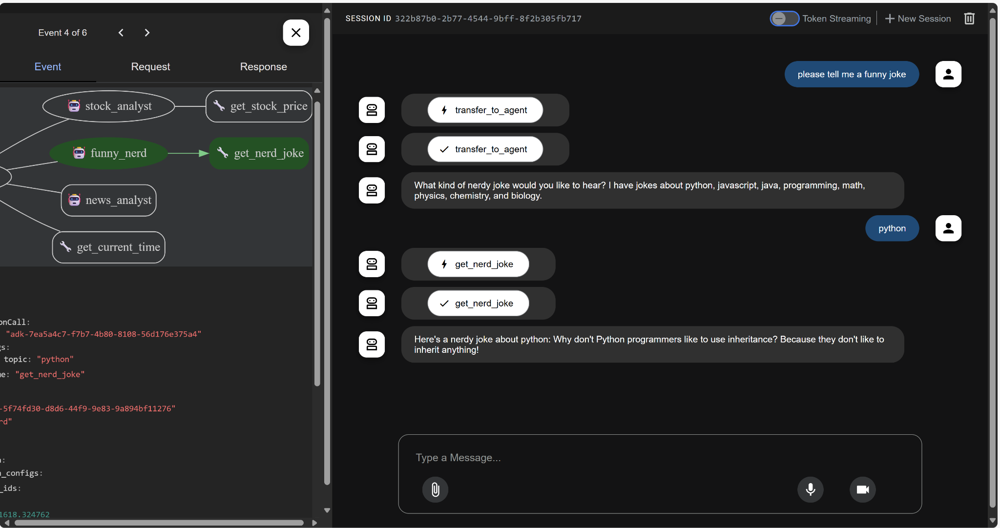 Event 4 of 6
Event Request Response
stock_analyst get_stock_price
funny_nerd get_nerd_joke
news_analyst
get_current_time
onCall:
"adk-7ea5a4c7-f7b7-4b80-8108-56d176e375a4"
gs:
topic: "python"
me: "get_nerd_joke"
-5f74fd30-d8d6-44f9-9e83-9a894bf11276"
rd"
n:
n_configs:
_ids:
1618.324762
SESSION ID 322b87b0-2b77-4544-9bff-8f2b305fb717
Token Streaming
New Session
please tell me a funny joke
transfer_to_agent
transfer_to_agent
What kind of nerdy joke would you like to hear? I have jokes about python, javascript, java, programming, math,
physics, chemistry, and biology.
python
get_nerd_joke
get_nerd_joke
Here's a nerdy joke about python: Why don't Python programmers like to use inheritance? Because they don't like to
inherit anything!
Type a Message...